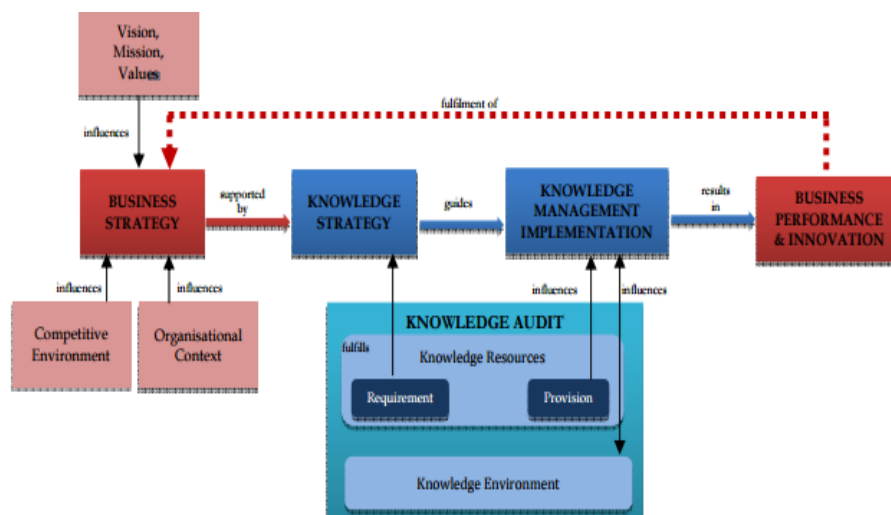 Vision,
Mission,
Values
fulfilment of
influences
BUSINESS
STRATEGY
supported
by
KNOWLEDGE
STRATEGY
guides
KNOWLEDGE
MANAGEMENT
IMPLEMENTATION
results
in
BUSINESS
PERFORMANCE
& INNOVATION
influences
influences
influences
influences
Competitive
Environment
Organisational
Context
KNOWLEDGE AUDIT
fulfills
Knowledge Resources
Requirement
Provision
Knowledge Environment